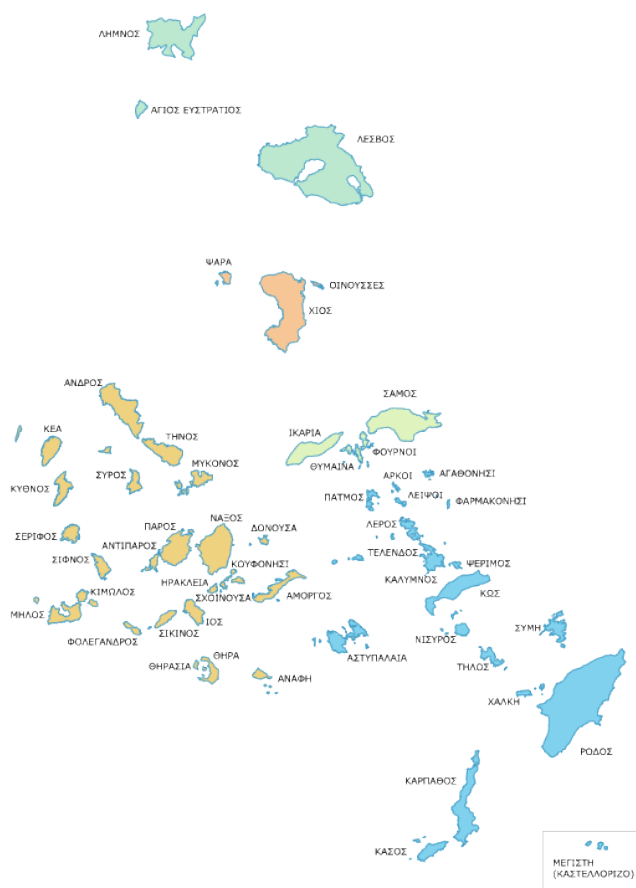 ΛΗΜΝΟΣ
ΑΓΙΟΣ ΕΥΣΤΡΑΤΙΟΣ
ΛΕΣΒΟΣ
ΨΑΡΑ
ΟΙΝΟΥΣΣΕΣ
ΧΙΟΣ
ΑΝΔΡΟΣ
ΣΑΜΟΣ
ΚΕΑ
ΤΗΝΟΣ
ΙΚΑΡΙΑ
ΦΟΥΡΝΟΙ
ΜΥΚΟΝΟΣ
ΘΥΜΑΙΝΑ
ΣΥΡΟΣ
ΑΡΚΟΙ
ΑΓΑΘΟΝΗΣΙ
ΚΥΘΝΟΣ
ΠΑΤΜΟΣ
ΛΕΙΨΟΙ
ΦΑΡΜΑΚΟΝΗΣΙ
ΝΑΞΟΣ
ΔΟΝΟΥΣΑ
ΛΕΡΟΣ
ΠΑΡΟΣ
ΣΕΡΙΦΟΣ
ΑΝΤΙΠΑΡΟΣ
ΤΕΛΕΝΔΟΣ
ΣΙΦΝΟΣ
ΚΟΥΦΟΝΗΣΙ
ΨΕΡΙΜΟΣ
ΗΡΑΚΛΕΙΑ
ΚΑΛΥΜΝΟΣ
ΚΙΜΩΛΟΣ
ΣΧΟΙΝΟΥΣΑ
ΑΜΟΡΓΟΣ
ΚΩΣ
ΜΗΛΟΣ
ΙΟΣ
ΣΙΚΙΝΟΣ
ΦΟΛΕΓΑΝΔΡΟΣ
ΝΙΣΥΡΟΣ
ΣΥΜΗ
ΘΗΡΑ
ΑΣΤΥΠΑΛΑΙΑ
ΘΗΡΑΣΙΑ
ΤΗΛΟΣ
ΑΝΑΦΗ
ΧΑΛΚΗ
ΡΟΔΟΣ
ΚΑΡΠΑΘΟΣ
ΚΑΣΟΣ
ΜΕΓΙΣΤΗ
(ΚΑΣΤΕΛΛΟΡΙΖΟ)